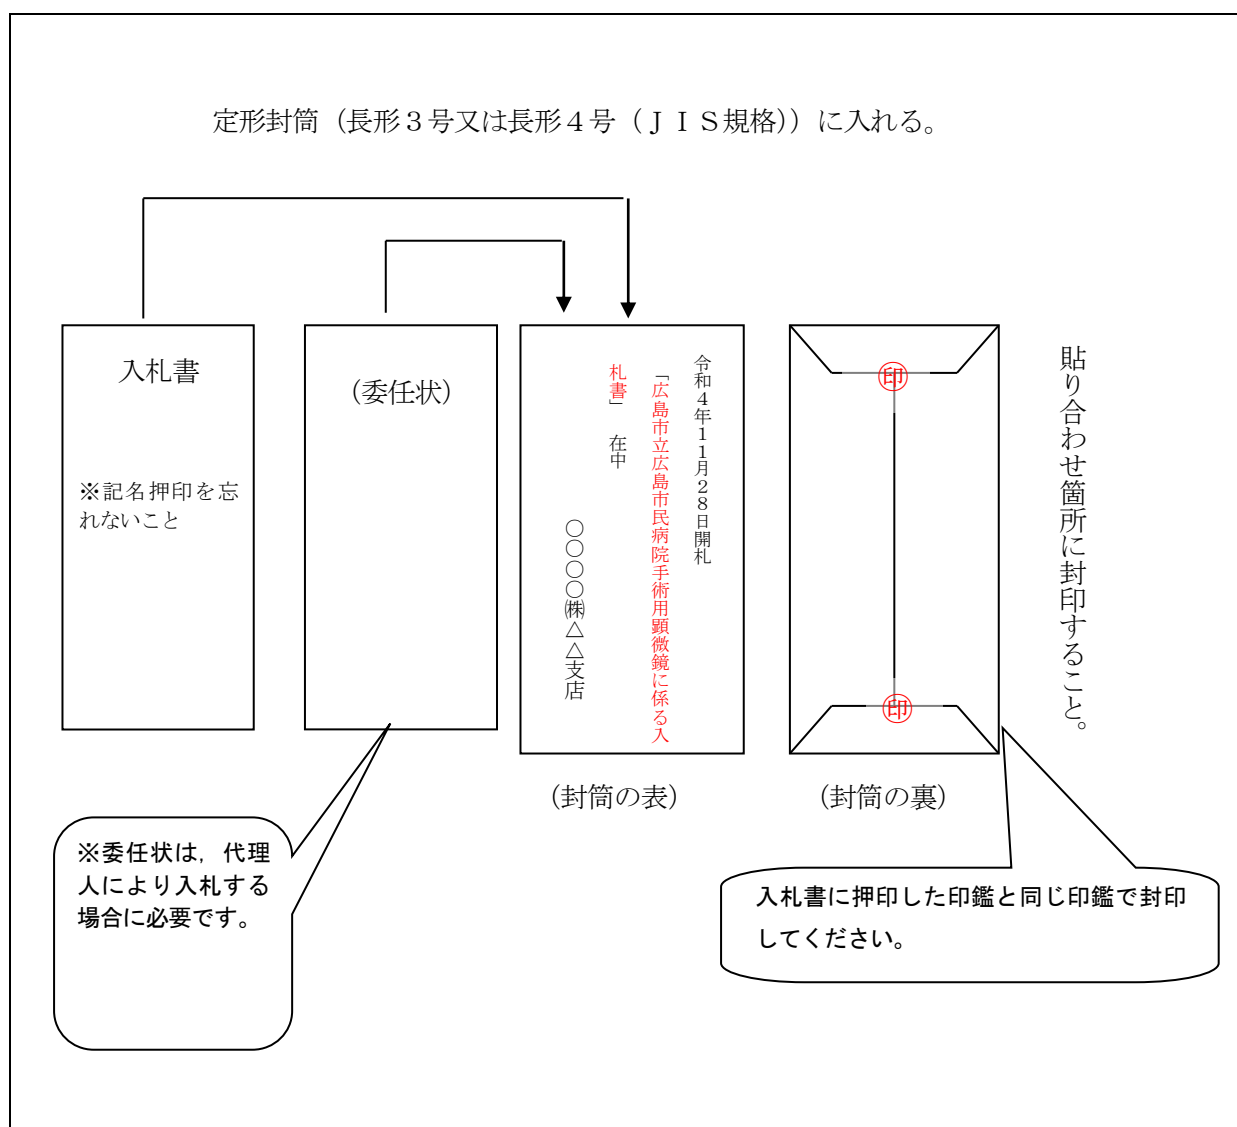 定形封筒（長形３号又は長形４号（ＪＩＳ規格））に入れる。
入札書
※記名押印を忘
れないこと
（委任状）
令和４年１１月２８日開札
「広島市立広島市民病院手術用顕微鏡に係る入
札書」　在中
〇〇〇〇㈱△△支店
印
印
貼り合わせ箇所に封印すること。
（封筒の表）
（封筒の裏）
※委任状は，代理
人により入札する
場合に必要です。
入札書に押印した印鑑と同じ印鑑で封印
してください。